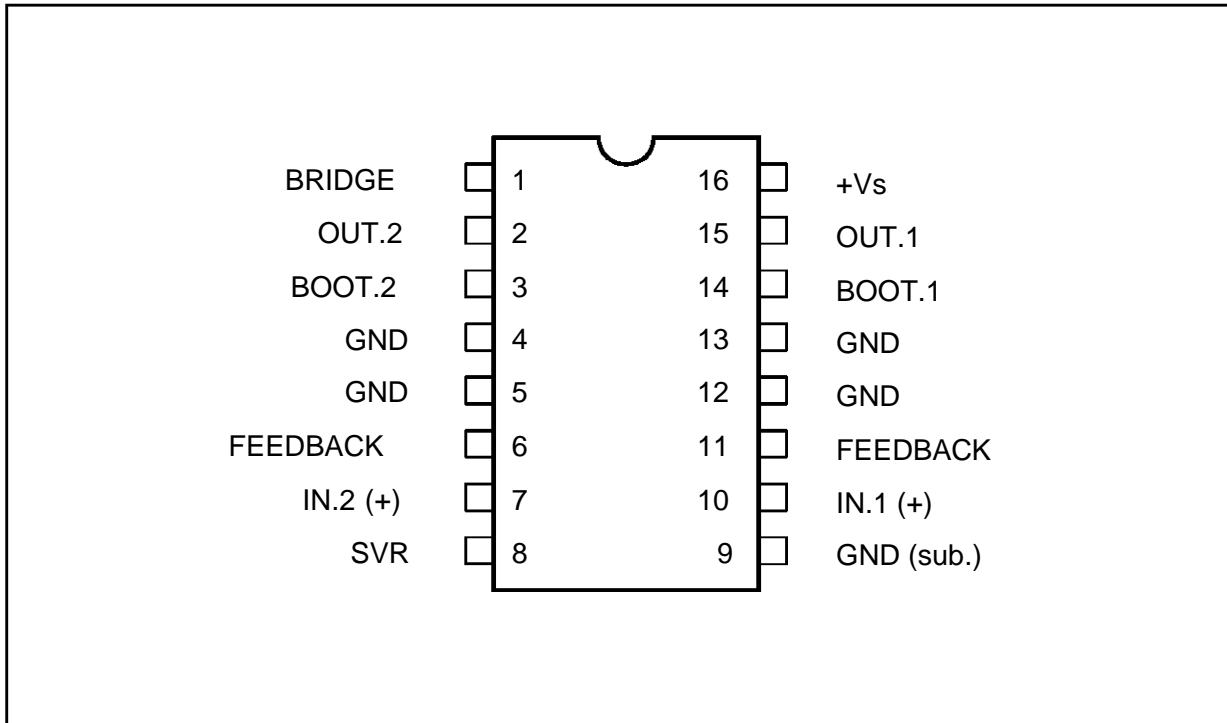 BRIDGE 1 16 +Vs
OUT.2 2 15 OUT.1
BOOT.2 3 14 BOOT.1
GND 4 13 GND
GND 5 12 GND
FEEDBACK 6 11 FEEDBACK
IN.2 (+) 7 10 IN.1 (+)
SVR 8 9 GND (sub.)